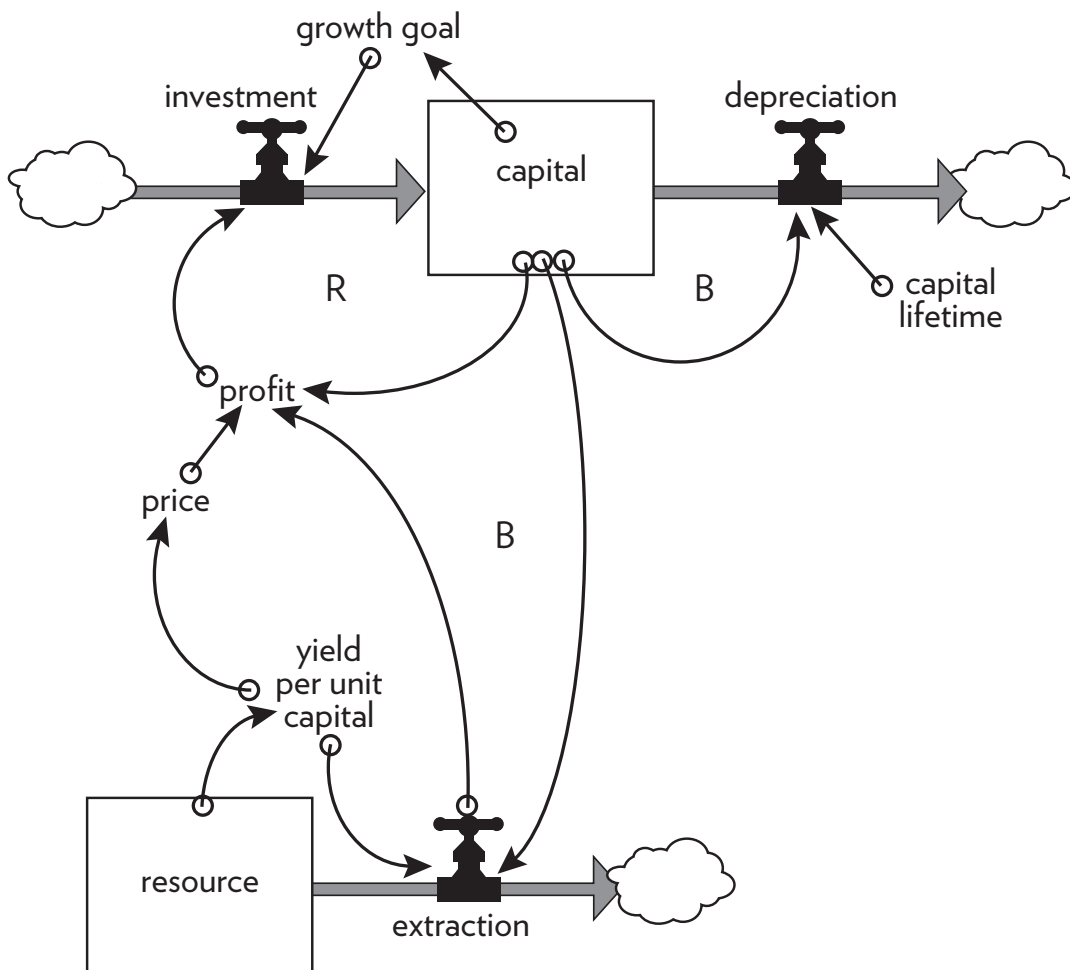 growth goal
investment
depreciation
capital
R
B
capital
lifetime
profit
price
B
yield
per unit
capital
resource
extraction